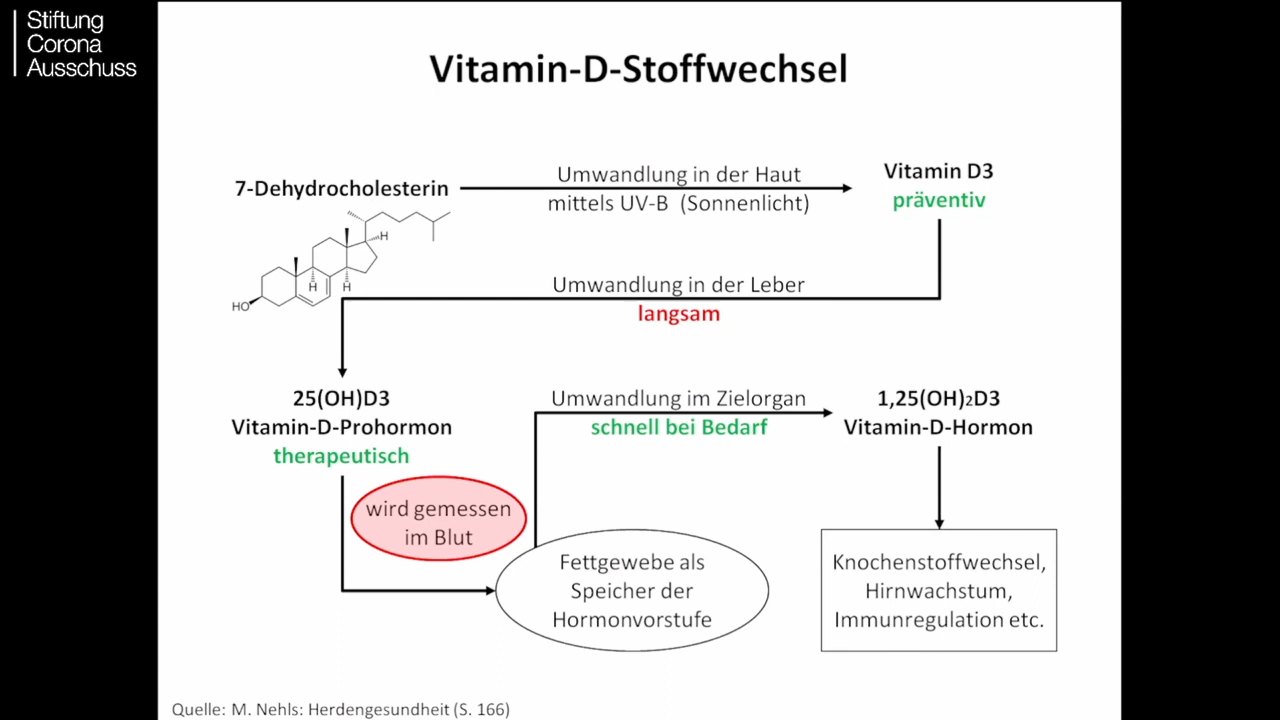 Stiftung
Corona
Ausschuss
Vitamin-D-Stoffwechsel
7-Dehydrocholesterin
Umwandlung in der Haut
mittels UV-B (Sonnenlicht)
Vitamin D3
präventiv
H
H
H
HO
Umwandlung in der Leber
langsam
25(OH)D3
Vitamin-D-Prohormon
therapeutisch
Umwandlung im Zielorgan
schnell bei Bedarf
1,25(OH)₂D3
Vitamin-D-Hormon
wird gemessen
im Blut
Fettgewebe als
Speicher der
Hormonvorstufe
Knochenstoffwechsel,
Hirnwachstum,
Immunregulation etc.
Quelle: M. Nehls: Herdengesundheit (S. 166)